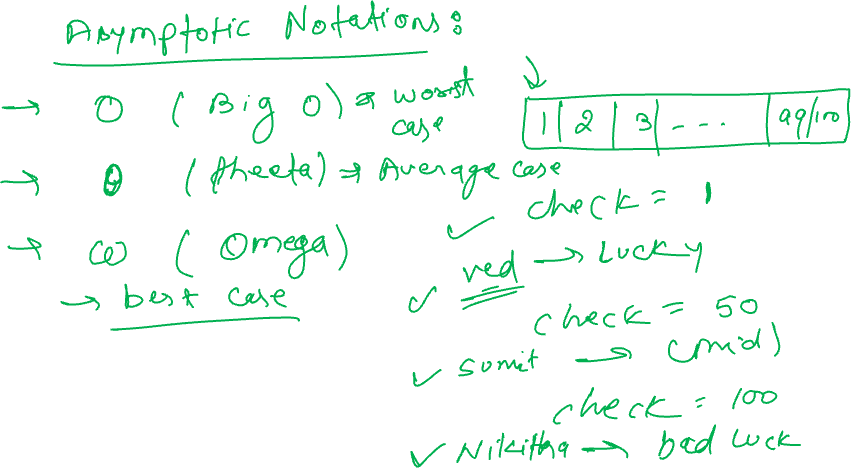 Asymptotic Notations:
→ O (Big O) → worst case
→ θ (theeta) → Average case
→ ω (Omega)
→ best case
1 2 3 - - - 99/100
✓ check = 1
✓ ved → Lucky
check = 50
✓ sumit → (mid)
check = 100
✓ Nikitha → bad luck